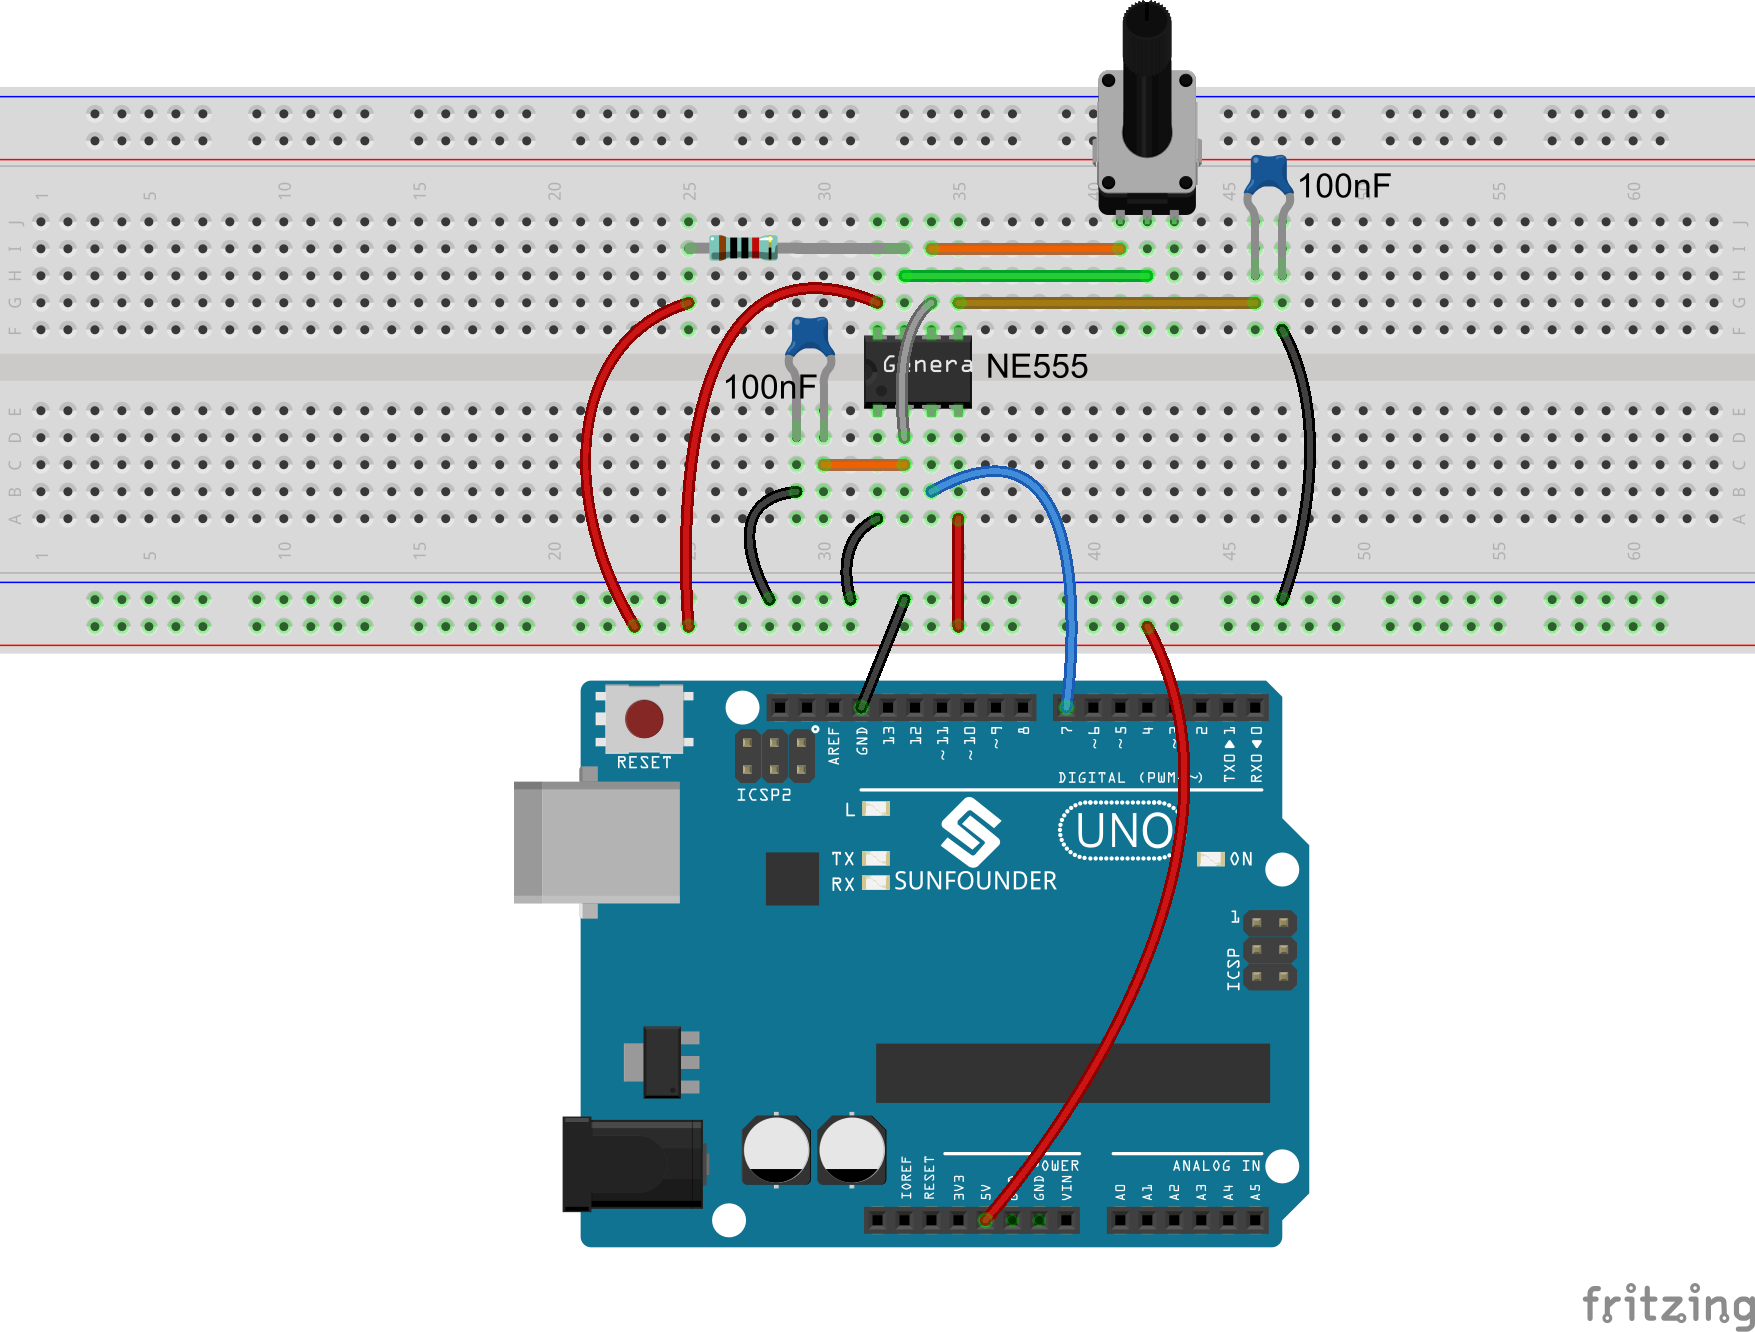 1 5 10 15 20 25 30 35 40 45 50 55 60
100nF
J J
I I
H H
G G
F F
Genera
NE555
100nF
E E
D D
C C
B B
A A
1 5 10 15 20 25 30 35 40 45 50 55 60
RESET
AREF GND 13 12 ~11 ~10 ~9 8 7 ~6 ~5 4 ~3 2 TX0▶1 RX0◀0
ICSP2
DIGITAL (PWM~)
L
UNO
TX
RX
ON
SUNFOUNDER
1
ICSP
POWER
ANALOG IN
IOREF RESET 3V3 5V GND VIN A0 A1 A2 A3 A4 A5
fritzing